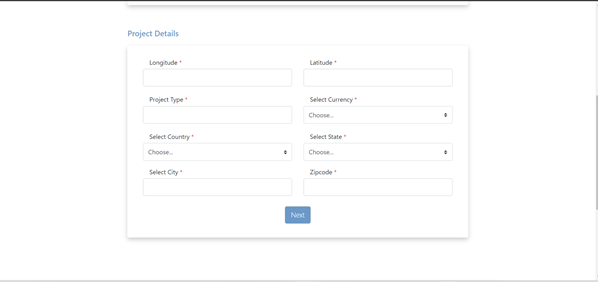 Project Details
Longitude *
Latitude *
Project Type *
Select Currency *
Choose...
Select Country *
Select State *
Choose...
Choose...
Select City *
Zipcode *
Next